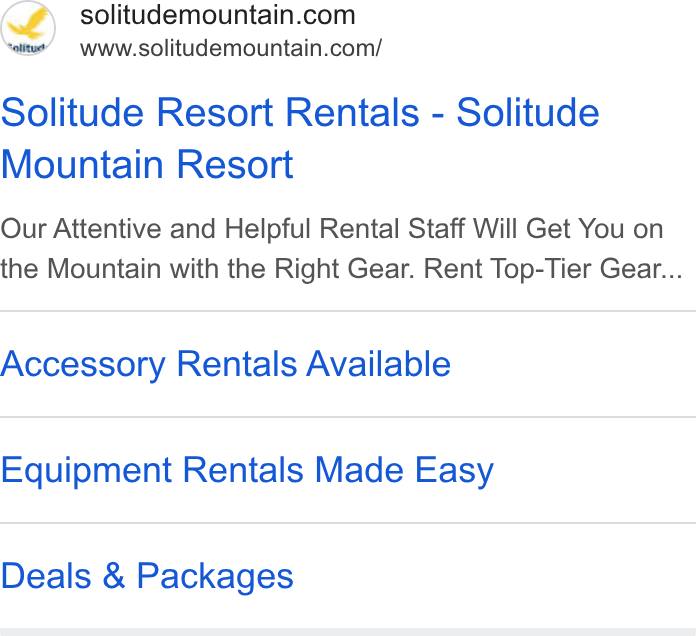 solitudemountain.com
Solitude
www.solitudemountain.com/
Solitude Resort Rentals - Solitude
Mountain Resort
Our Attentive and Helpful Rental Staff Will Get You on
the Mountain with the Right Gear. Rent Top-Tier Gear...
Accessory Rentals Available
Equipment Rentals Made Easy
Deals & Packages